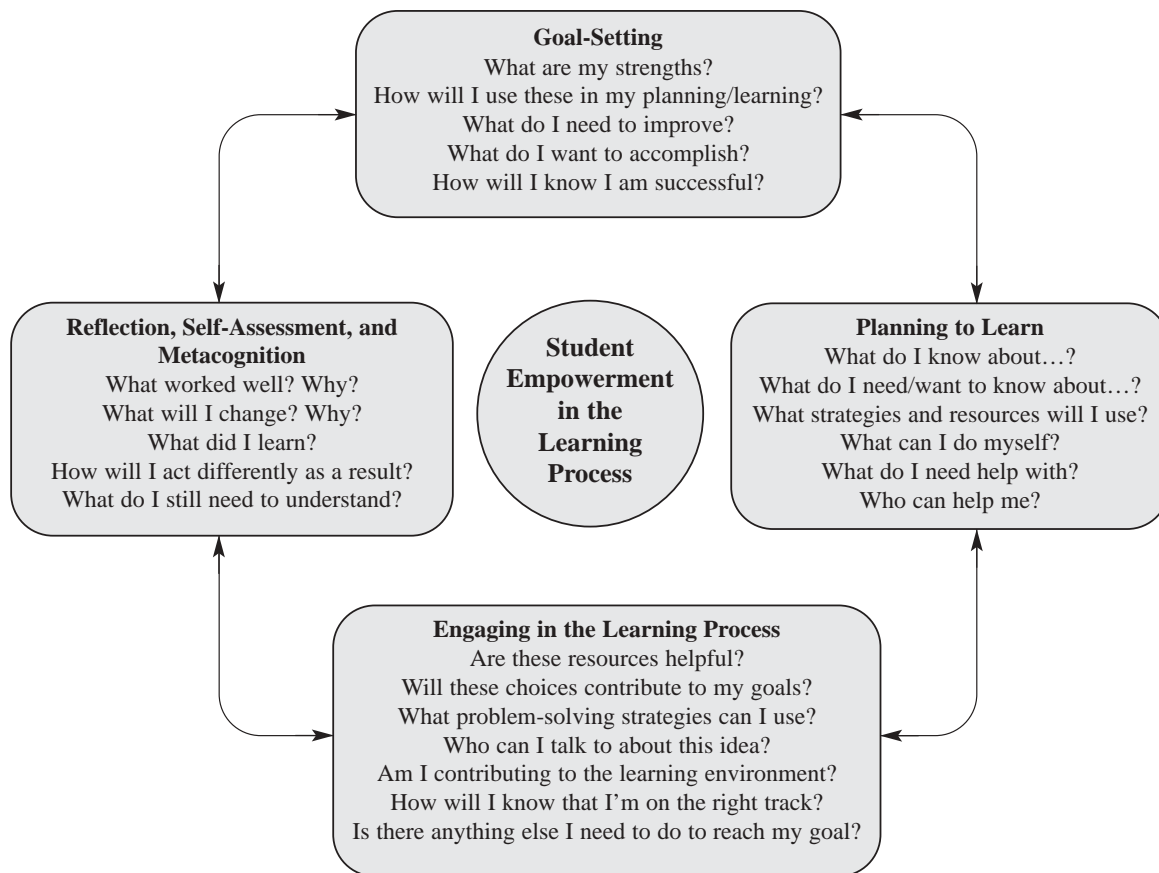 Goal-Setting
What are my strengths?
How will I use these in my planning/learning?
What do I need to improve?
What do I want to accomplish?
How will I know I am successful?
Reflection, Self-Assessment, and
Metacognition
What worked well? Why?
What will I change? Why?
What did I learn?
How will I act differently as a result?
What do I still need to understand?
Student
Empowerment
in the
Learning
Process
Planning to Learn
What do I know about…?
What do I need/want to know about…?
What strategies and resources will I use?
What can I do myself?
What do I need help with?
Who can help me?
Engaging in the Learning Process
Are these resources helpful?
Will these choices contribute to my goals?
What problem-solving strategies can I use?
Who can I talk to about this idea?
Am I contributing to the learning environment?
How will I know that I’m on the right track?
Is there anything else I need to do to reach my goal?